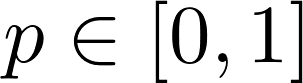 p ∈ [0, 1]